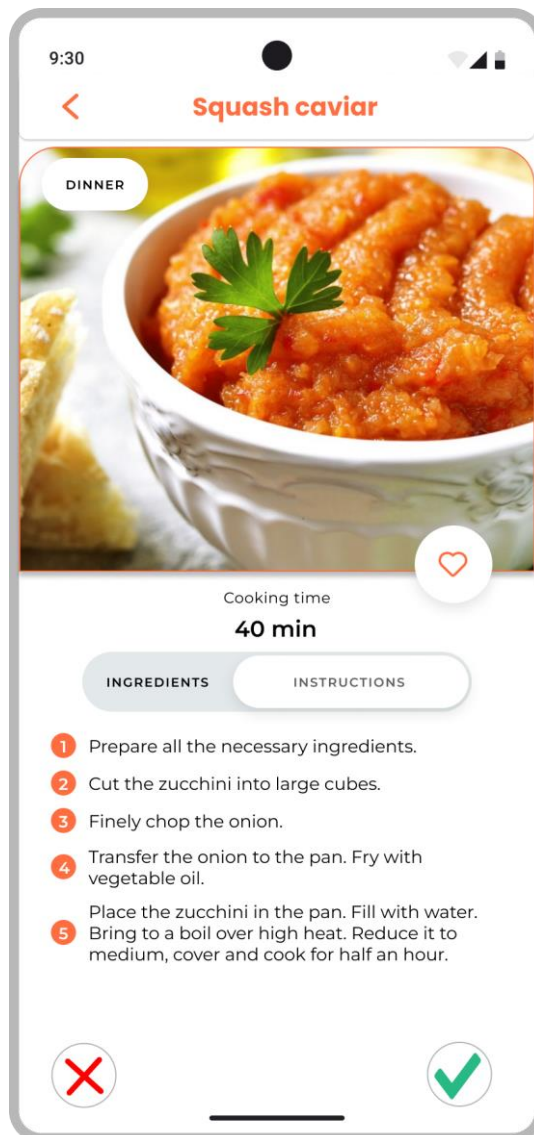 9:30
Squash caviar
DINNER
Cooking time
40 min
INGREDIENTS
INSTRUCTIONS
1 Prepare all the necessary ingredients.
2 Cut the zucchini into large cubes.
3 Finely chop the onion.
4 Transfer the onion to the pan. Fry with
vegetable oil.
5 Place the zucchini in the pan. Fill with water.
Bring to a boil over high heat. Reduce it to
medium, cover and cook for half an hour.